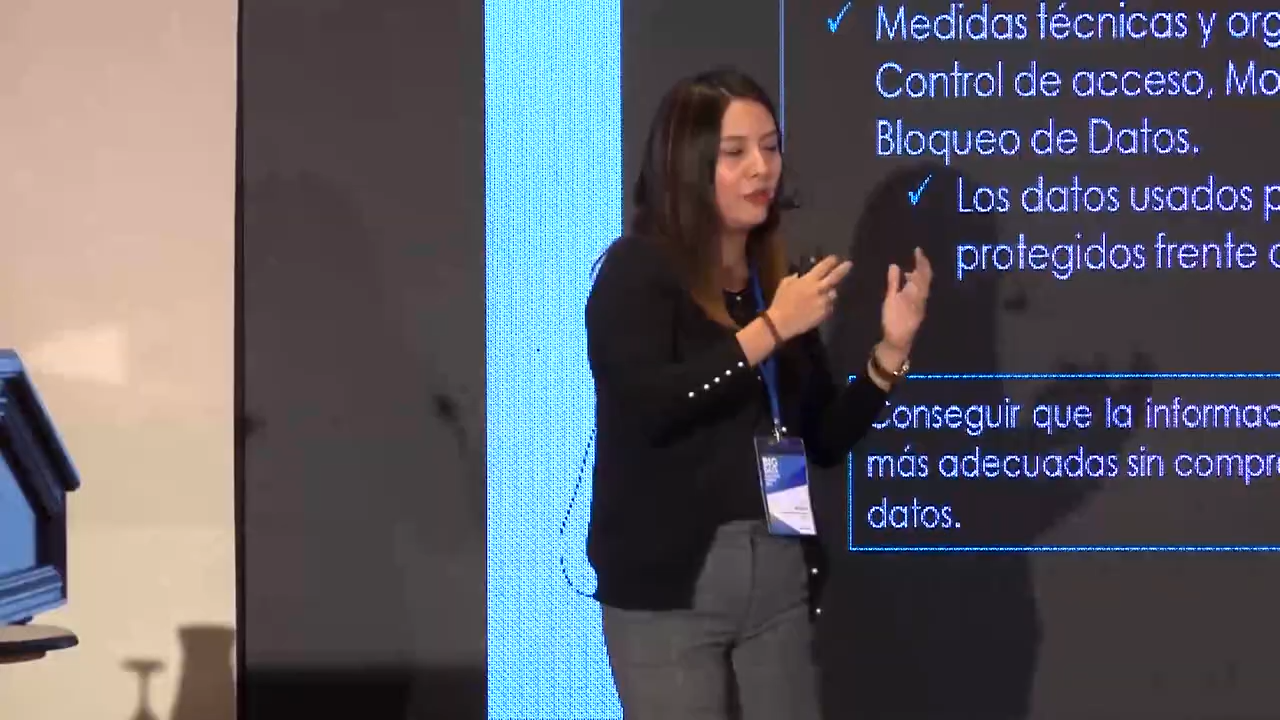 Medidas técnicas y org
Control de acceso, Mo
Bloqueo de Datos.
Los datos usados p
protegidos frente
Conseguir que la informac
más adecuadas sin compr
datos.